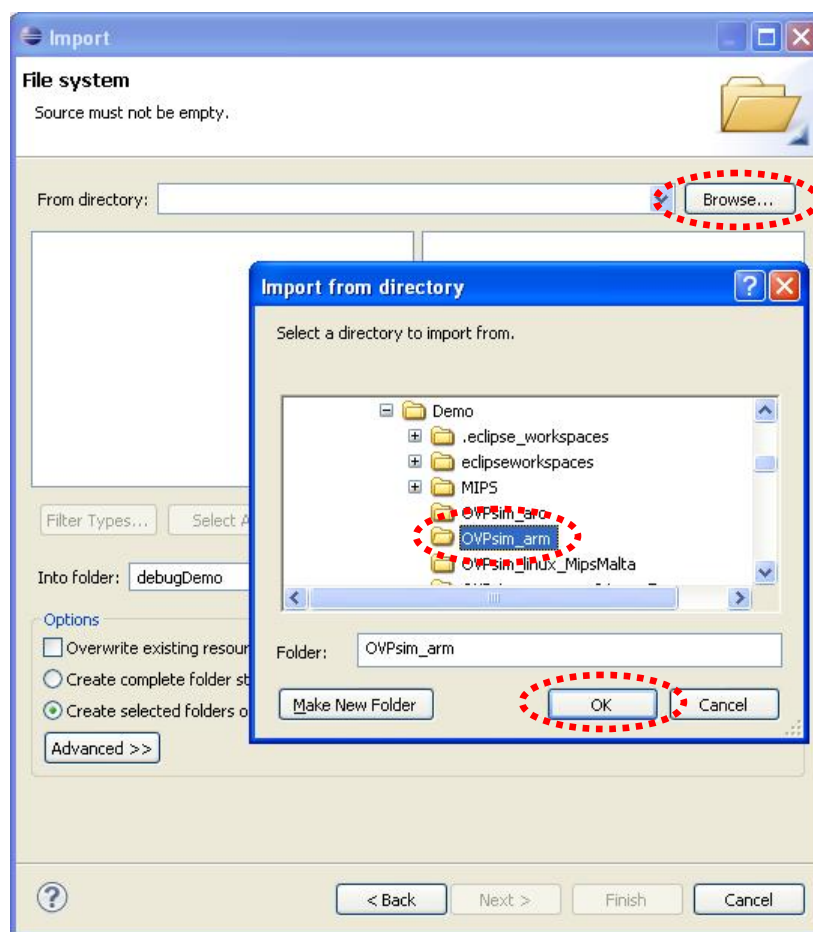 Import
File system
Source must not be empty.
From directory:
Browse...
Import from directory
Select a directory to import from.
Demo
.eclipse_workspaces
eclipseworkspaces
MIPS
OVPsim_arc
OVPsim_arm
OVPsim_linux_MipsMalta
Filter Types...
Select A
Into folder: debugDemo
Folder: OVPsim_arm
Options
Overwrite existing resour
Create complete folder st
Create selected folders o
Make New Folder
OK
Cancel
Advanced >>
< Back
Next >
Finish
Cancel